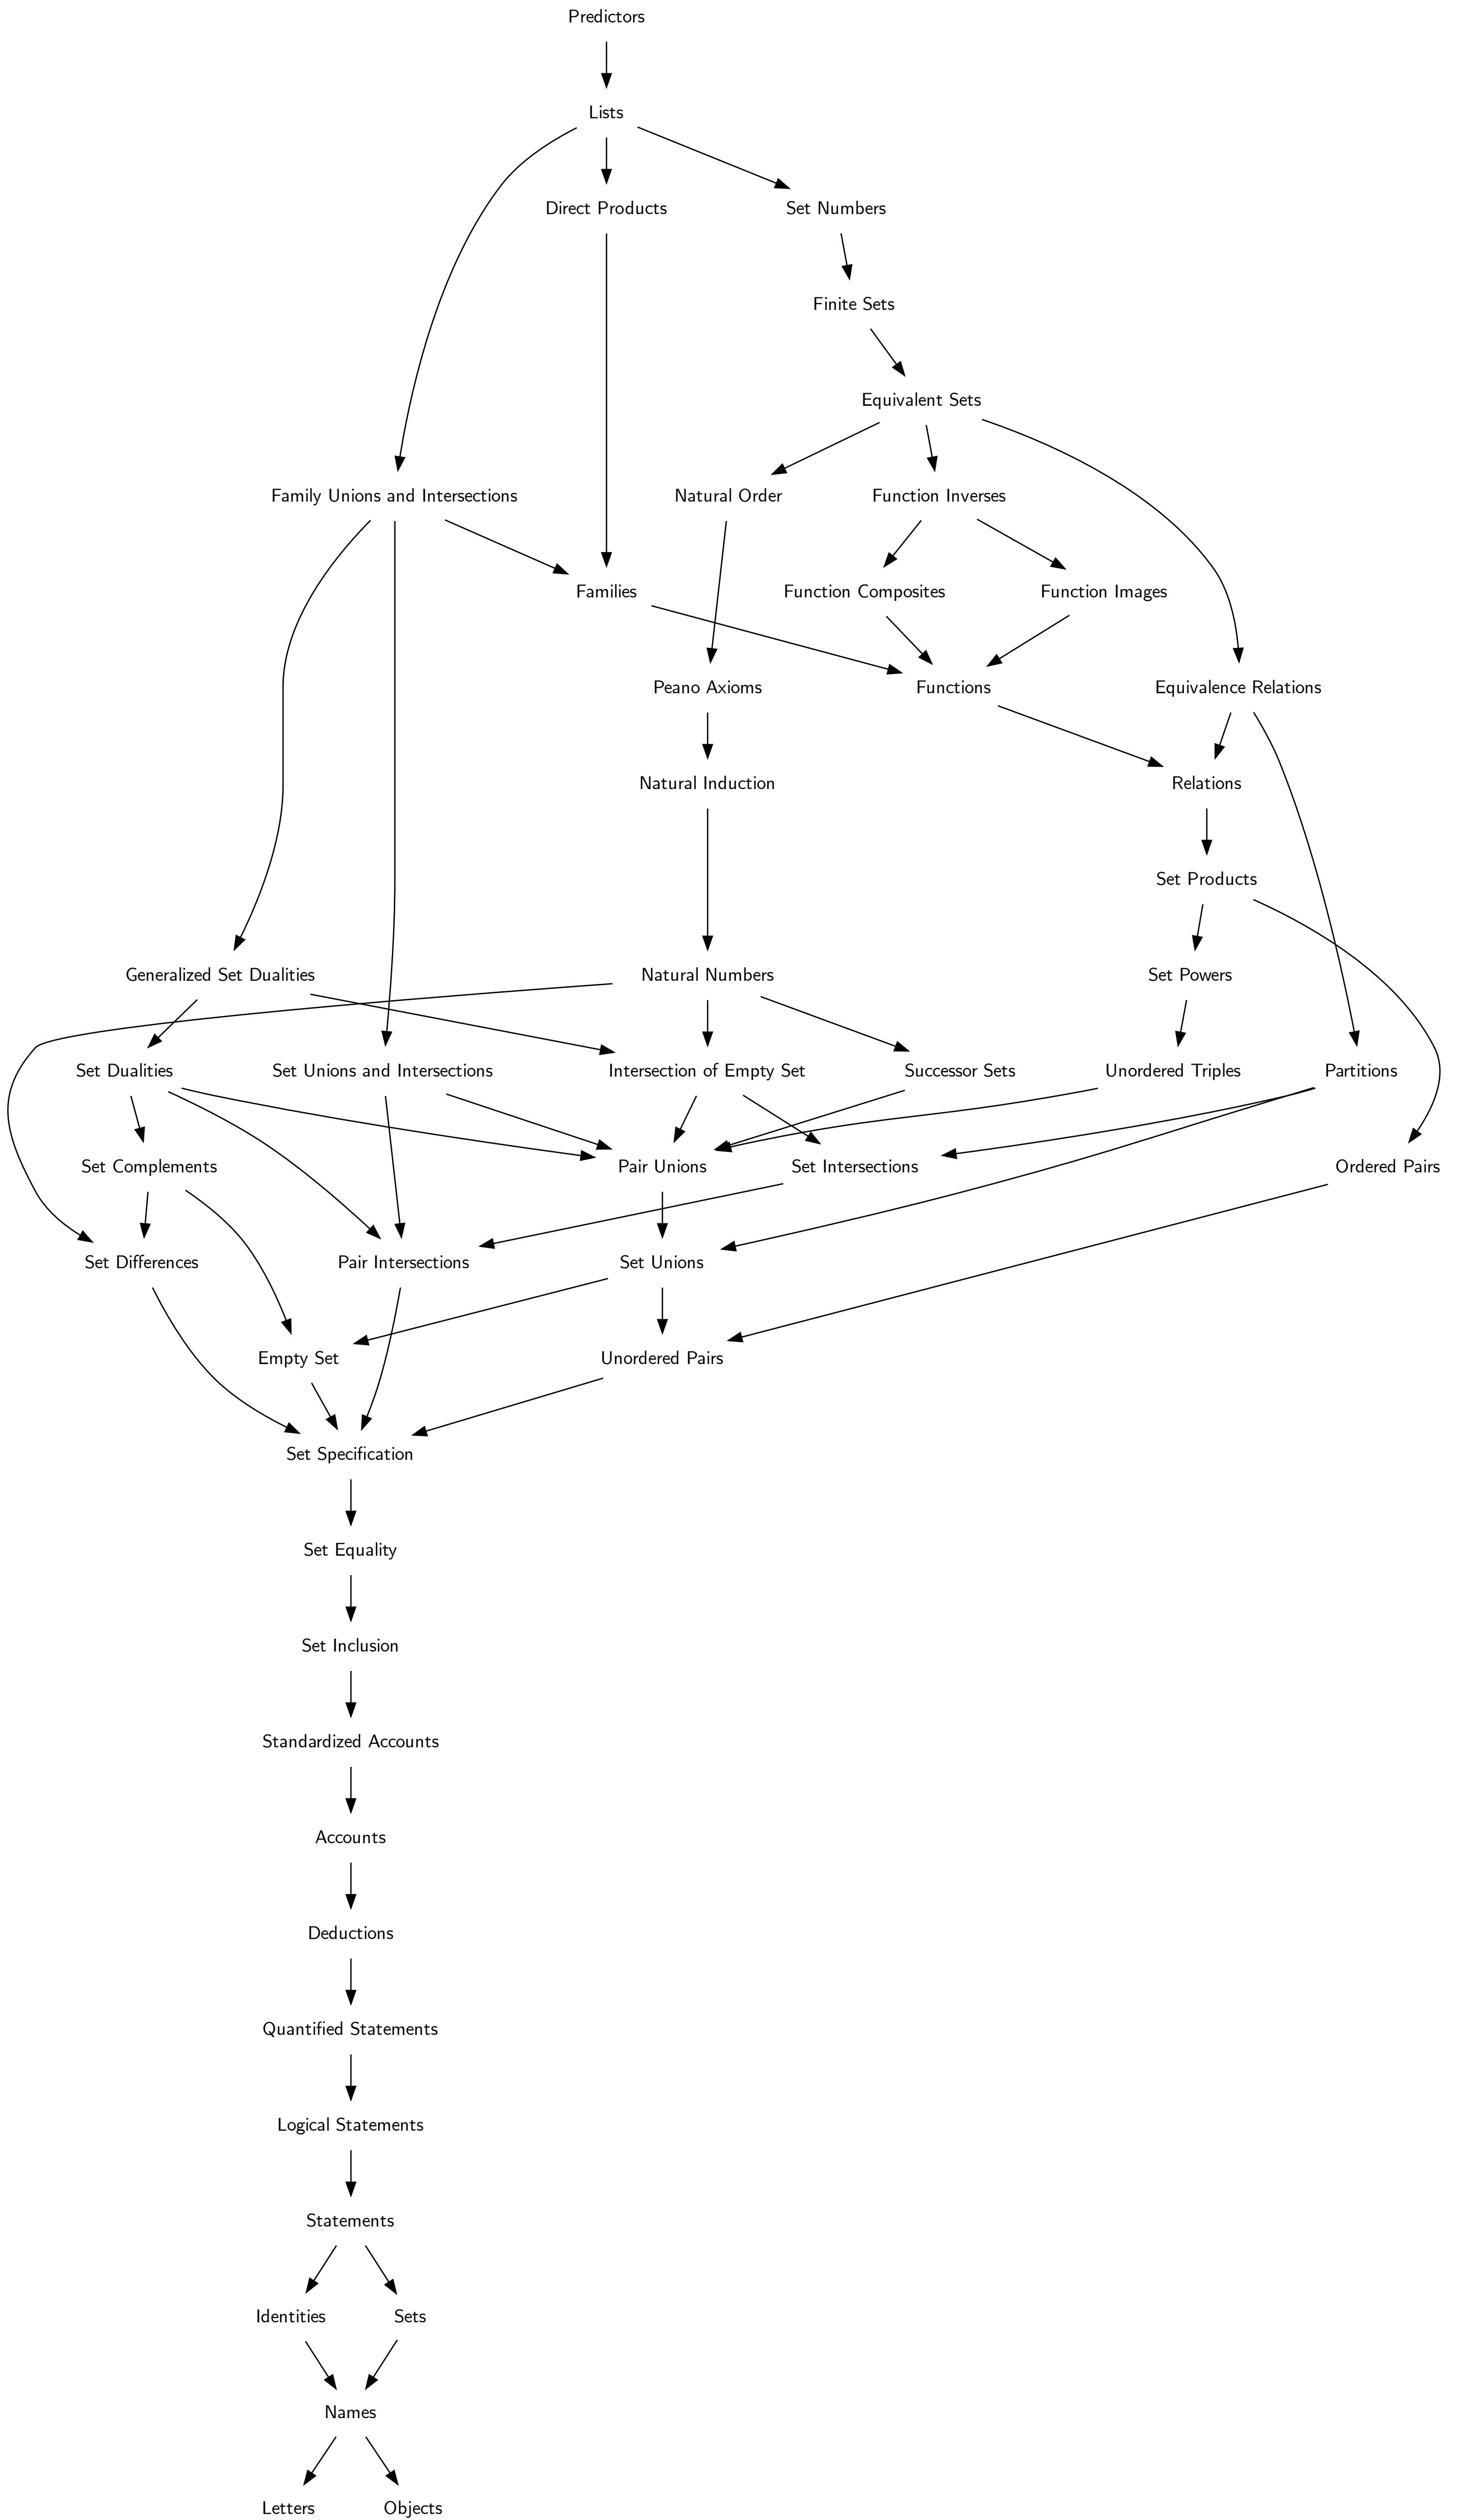 Predictors
Lists
Direct Products
Set Numbers
Finite Sets
Equivalent Sets
Family Unions and Intersections
Natural Order
Function Inverses
Families
Function Composites
Function Images
Peano Axioms
Functions
Equivalence Relations
Natural Induction
Relations
Set Products
Generalized Set Dualities
Natural Numbers
Set Powers
Set Dualities
Set Unions and Intersections
Intersection of Empty Set
Successor Sets
Unordered Triples
Partitions
Set Complements
Pair Unions
Set Intersections
Ordered Pairs
Set Differences
Pair Intersections
Set Unions
Empty Set
Unordered Pairs
Set Specification
Set Equality
Set Inclusion
Standardized Accounts
Accounts
Deductions
Quantified Statements
Logical Statements
Statements
Identities
Sets
Names
Letters
Objects